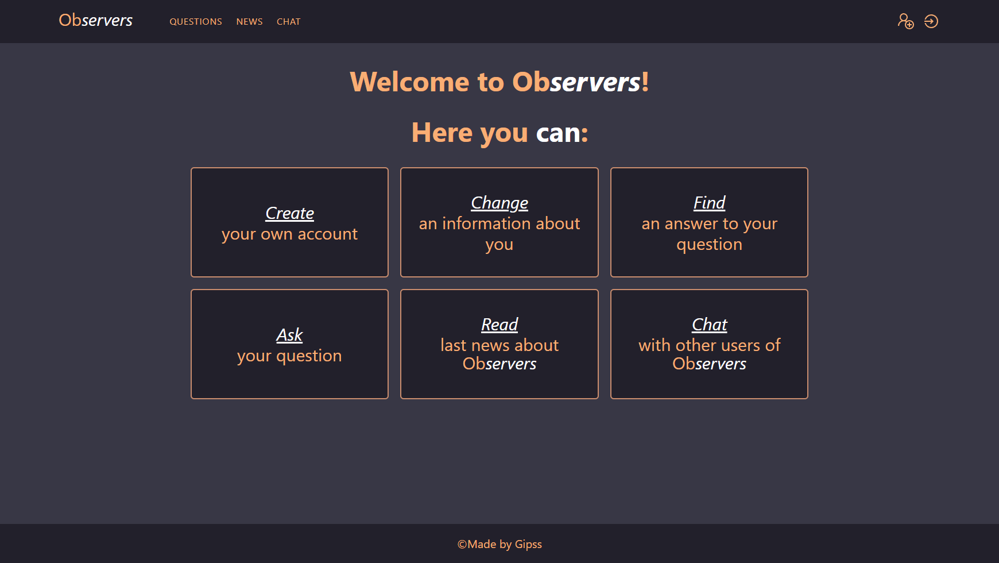 Observers
QUESTIONS NEWS CHAT
Welcome to Observers!
Here you can:
Create
your own account
Change
an information about
you
Find
an answer to your
question
Ask
your question
Read
last news about
Observers
Chat
with other users of
Observers
©Made by Gipss